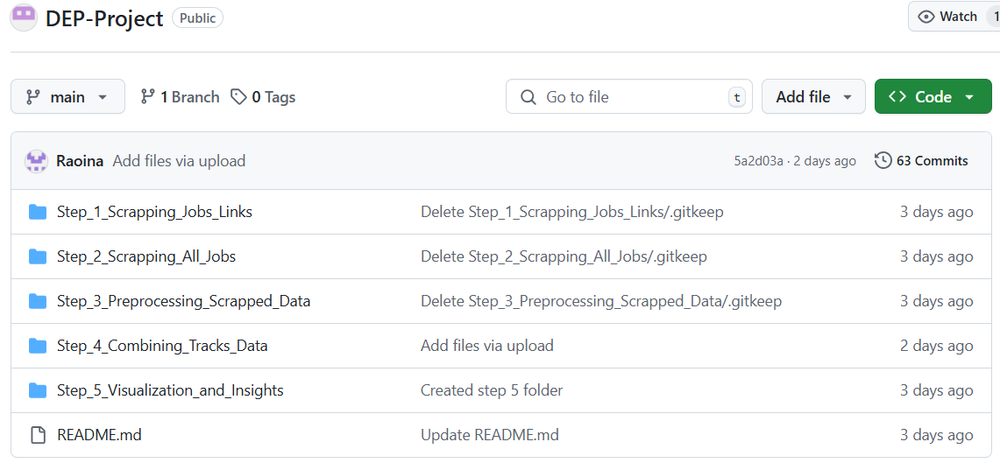 DEP-Project Public Watch 1
main 1 Branch 0 Tags Go to file t Add file <> Code
Raoina Add files via upload 5a2d03a · 2 days ago 63 Commits
Step_1_Scrapping_Jobs_Links Delete Step_1_Scrapping_Jobs_Links/.gitkeep 3 days ago
Step_2_Scrapping_All_Jobs Delete Step_2_Scrapping_All_Jobs/.gitkeep 3 days ago
Step_3_Preprocessing_Scrapped_Data Delete Step_3_Preprocessing_Scrapped_Data/.gitkeep 3 days ago
Step_4_Combining_Tracks_Data Add files via upload 2 days ago
Step_5_Visualization_and_Insights Created step 5 folder 3 days ago
README.md Update README.md 3 days ago